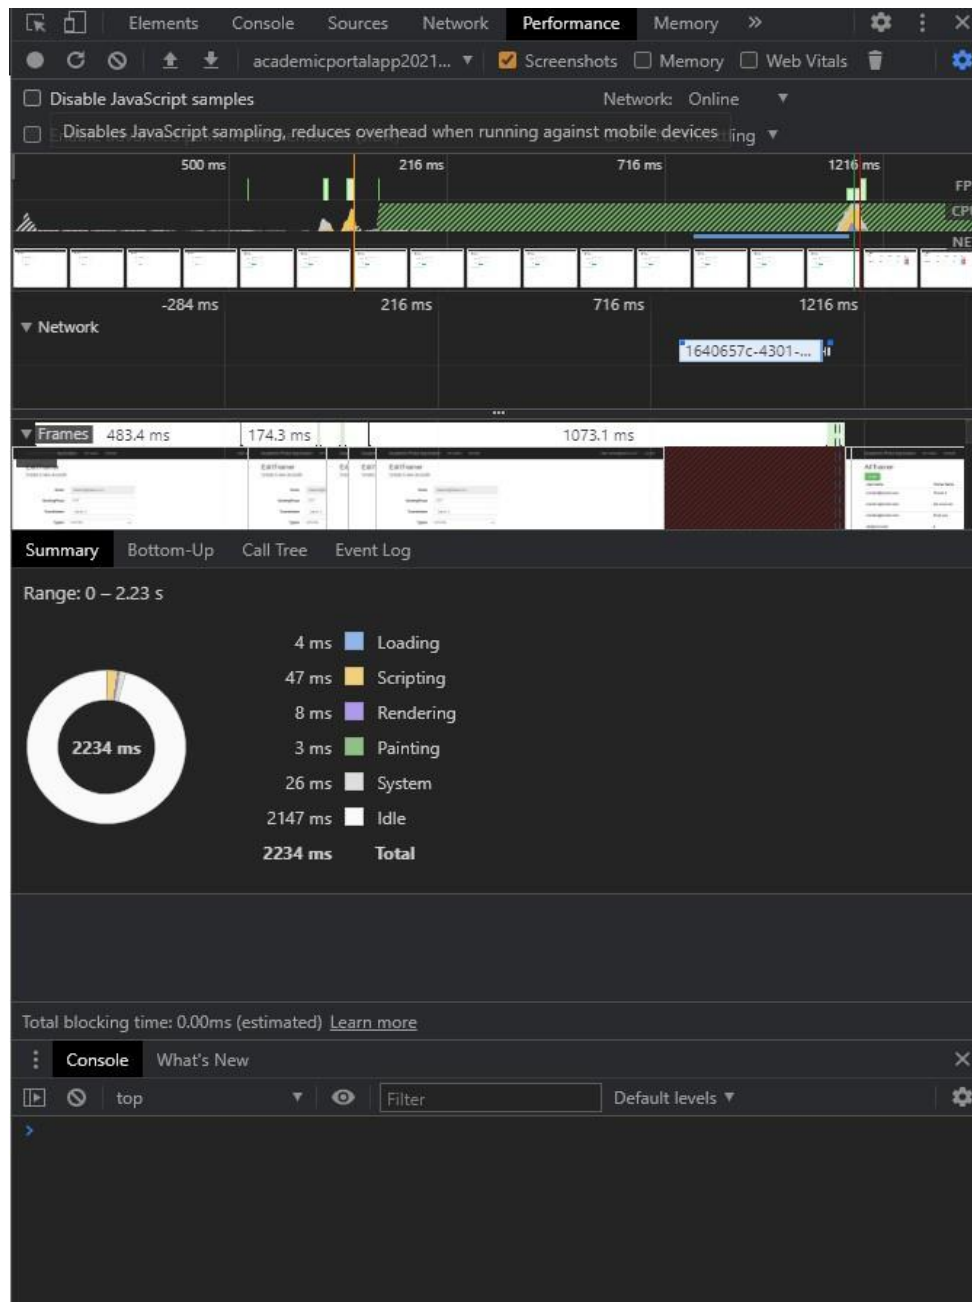 Elements Console Sources Network Performance Memory »
academicportalapp2021... ▼ Screenshots Memory Web Vitals
Disable JavaScript samples Network: Online ▼
Disables JavaScript sampling, reduces overhead when running against mobile devices ing ▼
500 ms 216 ms 716 ms 1216 ms
FP
CPU
NE
-284 ms 216 ms 716 ms 1216 ms
▼ Network
1640657c-4301-...
▼ Frames 483.4 ms 174.3 ms 1073.1 ms
Summary Bottom-Up Call Tree Event Log
Range: 0 – 2.23 s
4 ms Loading
47 ms Scripting
8 ms Rendering
2234 ms 3 ms Painting
26 ms System
2147 ms Idle
2234 ms Total
Total blocking time: 0.00ms (estimated) Learn more
Console What's New
top ▼ Filter Default levels ▼